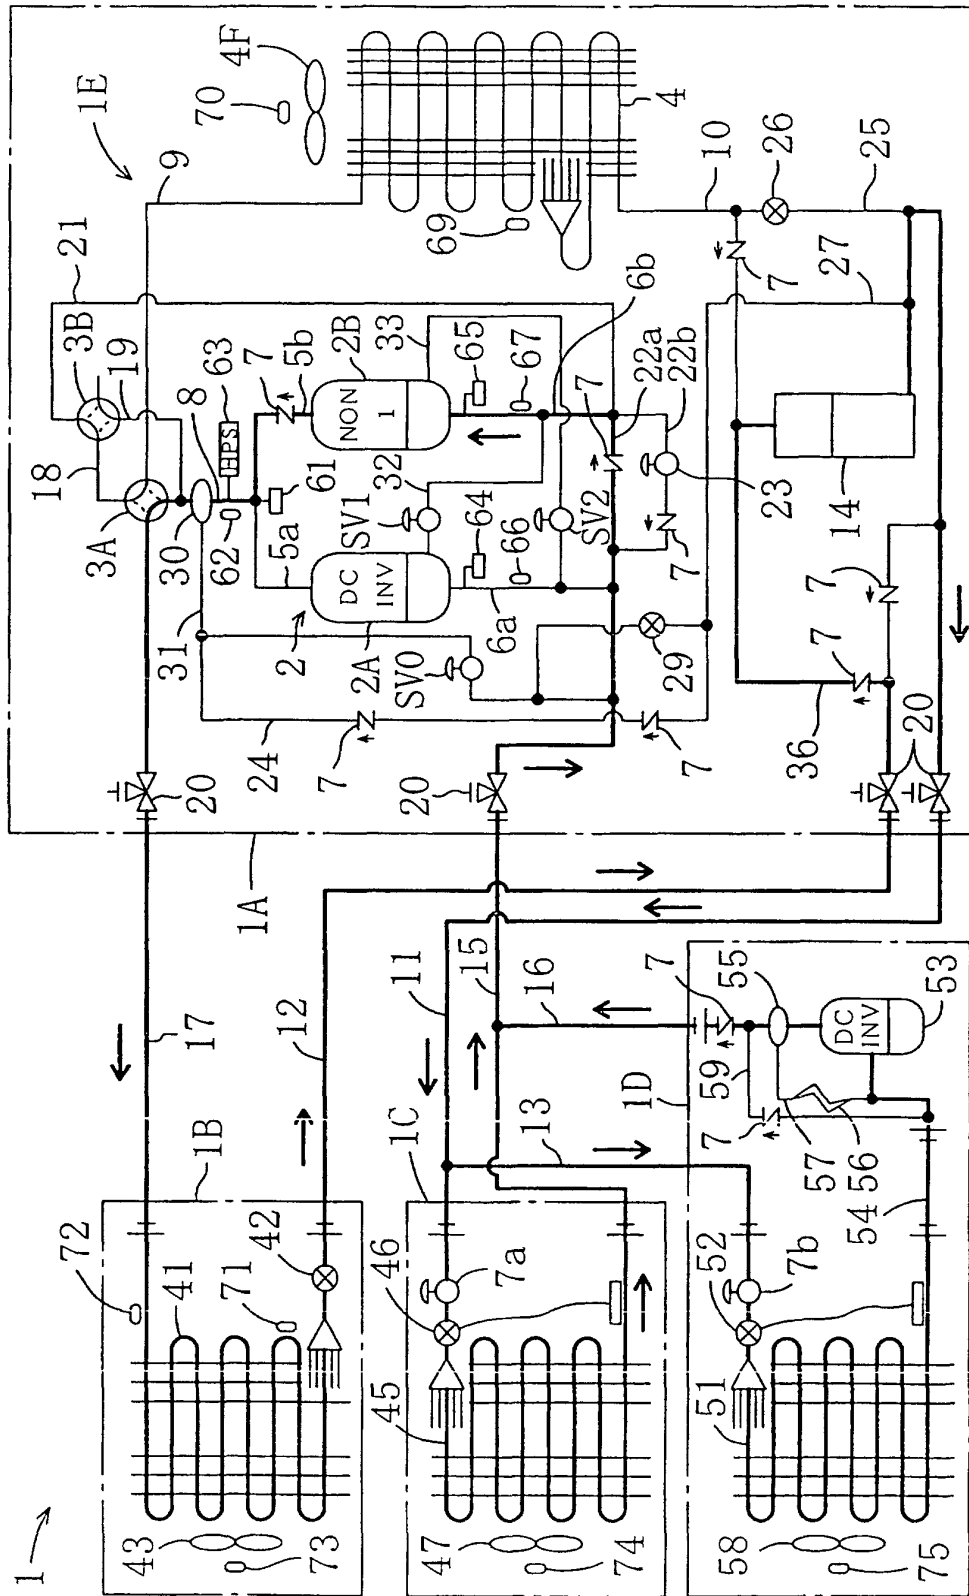 1
1E
1A
1B
1C
1D
70
4F
4
69
9
10
26
25
7
27
21
3B
19
18
3A
8
63
HPS
7
5b
2B
NON
1
33
65
67
6b
22a
22b
7
23
7
14
30
62
61
5a
SV1
32
64
66
SV2
31
2
2A
DC
INV
SV0
6a
29
24
7
7
7
7
36
20
20
20
17
12
11
15
16
13
72
41
71
42
43
73
46
7a
45
47
74
7
55
59
DC
INV
53
7
57
56
54
52
7b
51
58
75